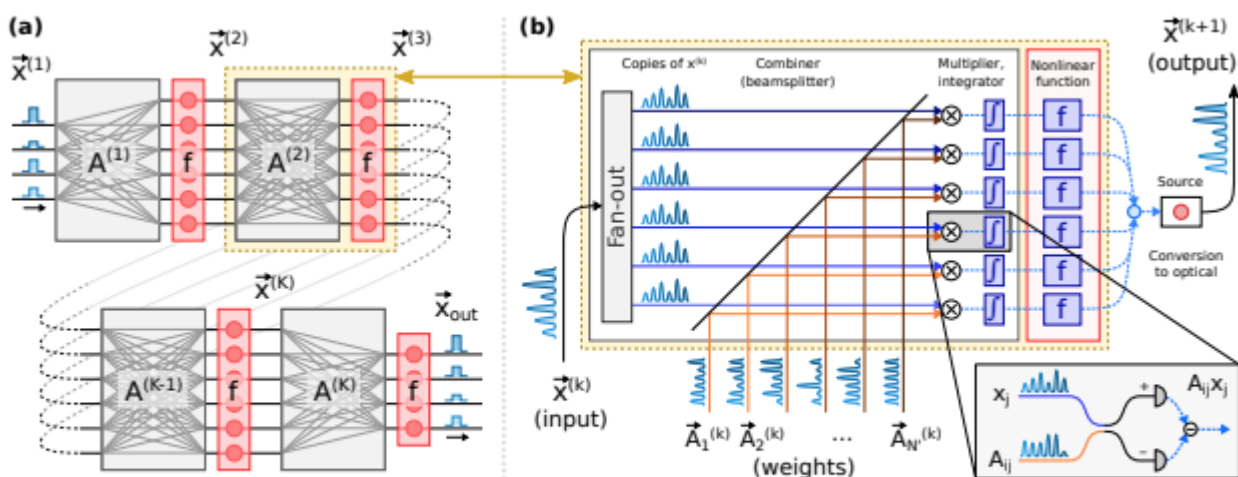 (a)
x⃗(1)
x⃗(2)
x⃗(3)
A(1)
f
A(2)
f
x⃗(K)
x⃗out
A(K-1)
f
A(K)
f
(b)
x⃗(k+1)
(output)
Copies of x(k)
Combiner
(beamsplitter)
Multiplier,
integrator
Nonlinear
function
Fan-out
∫
f
∫
f
∫
f
∫
f
∫
f
∫
f
Source
Conversion
to optical
x⃗(k)
(input)
A⃗1(k)
A⃗2(k)
...
A⃗N'(k)
(weights)
xj
Aij
+
−
Aijxj